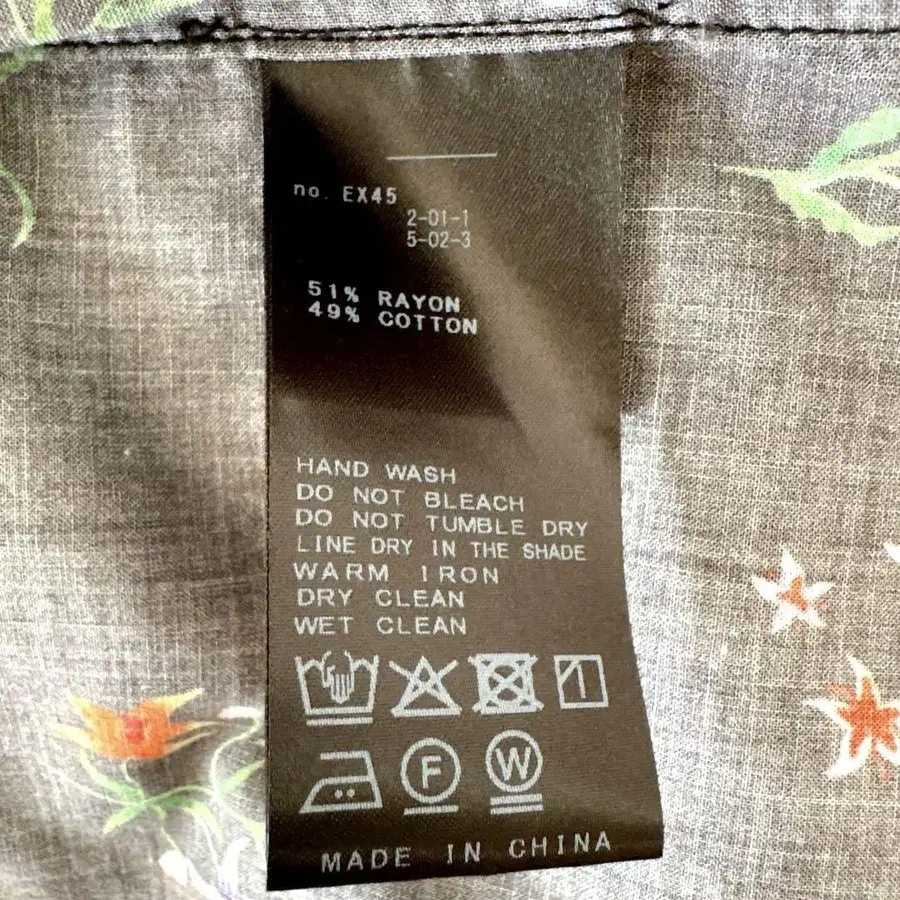 no. EX45
2-01-1
5-02-3
51% RAYON
49% COTTON
HAND WASH
DO NOT BLEACH
DO NOT TUMBLE DRY
LINE DRY IN THE SHADE
WARM IRON
DRY CLEAN
WET CLEAN
F W
MADE IN CHINA